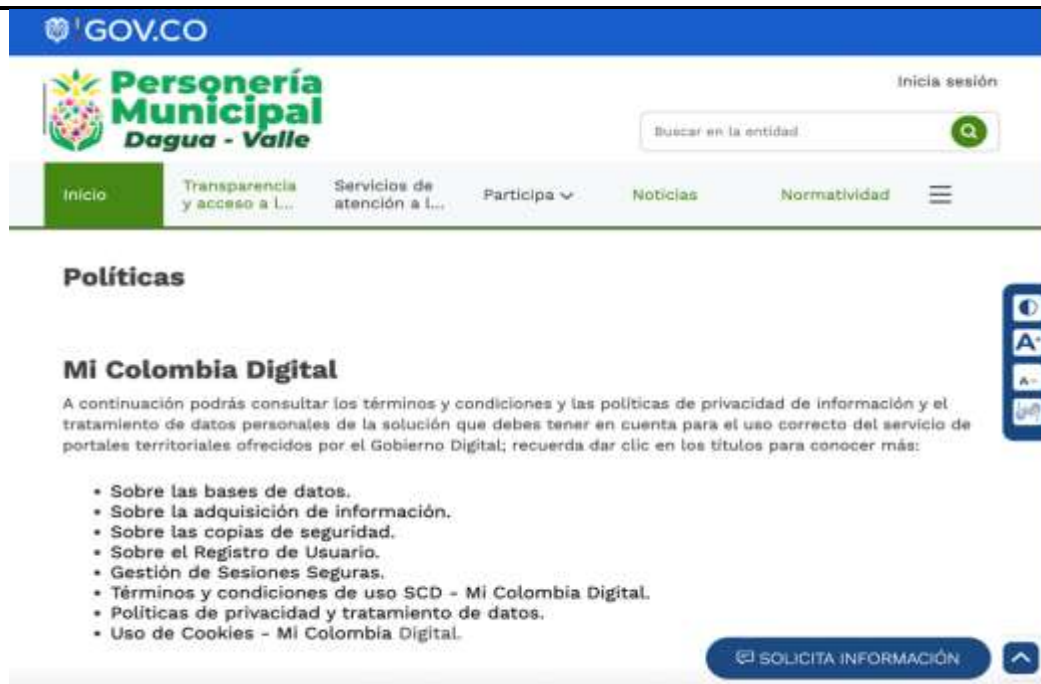 GOV.CO
Personería
Municipal
Dagua - Valle
Inicia sesión
Buscar en la entidad
Inicio
Transparencia
y acceso a l...
Servicios de
atención a l...
Participa
Noticias
Normatividad
Políticas
Mi Colombia Digital
A continuación podrás consultar los términos y condiciones y las políticas de privacidad de información y el
tratamiento de datos personales de la solución que debes tener en cuenta para el uso correcto del servicio de
portales territoriales ofrecidos por el Gobierno Digital; recuerda dar clic en los títulos para conocer más:
• Sobre las bases de datos.
• Sobre la adquisición de información.
• Sobre las copias de seguridad.
• Sobre el Registro de Usuario.
• Gestión de Sesiones Seguras.
• Términos y condiciones de uso SCD - Mi Colombia Digital.
• Políticas de privacidad y tratamiento de datos.
• Uso de Cookies - Mi Colombia Digital.
A+
A-
SOLICITA INFORMACIÓN